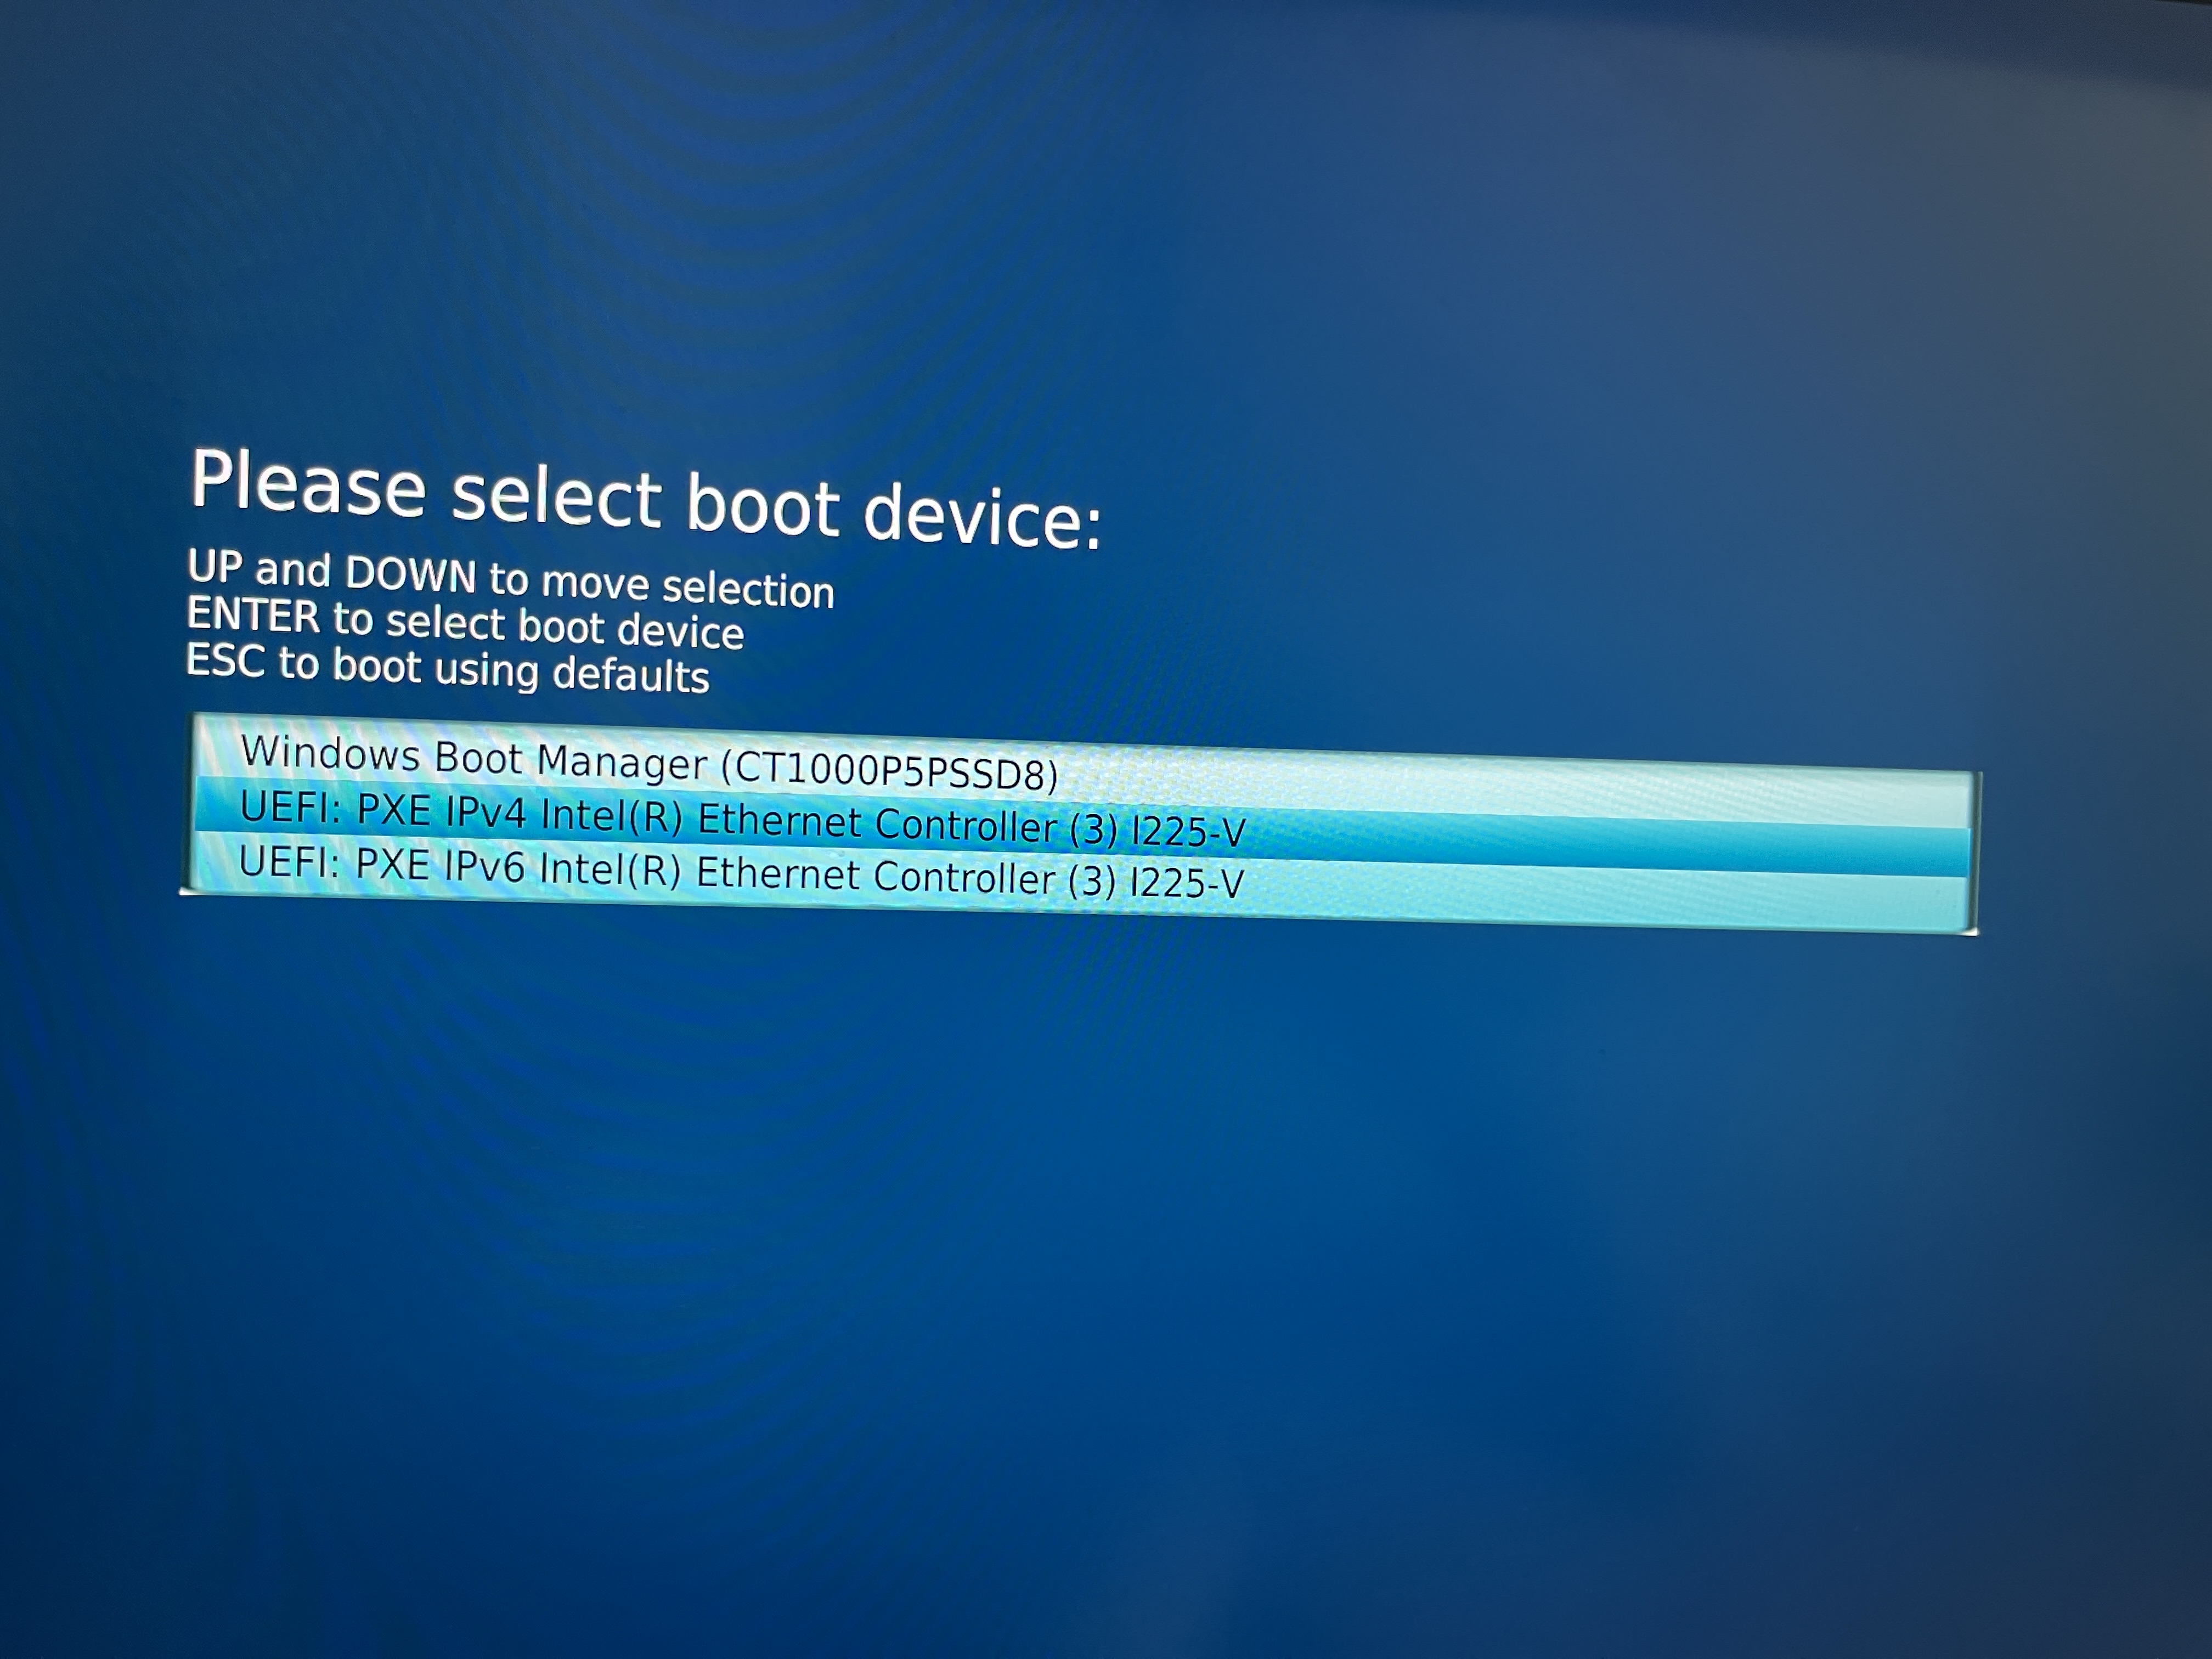 Please select boot device:
UP and DOWN to move selection
ENTER to select boot device
ESC to boot using defaults
Windows Boot Manager (CT1000P5PSSD8)
UEFI: PXE IPv4 Intel(R) Ethernet Controller (3) I225-V
UEFI: PXE IPv6 Intel(R) Ethernet Controller (3) I225-V